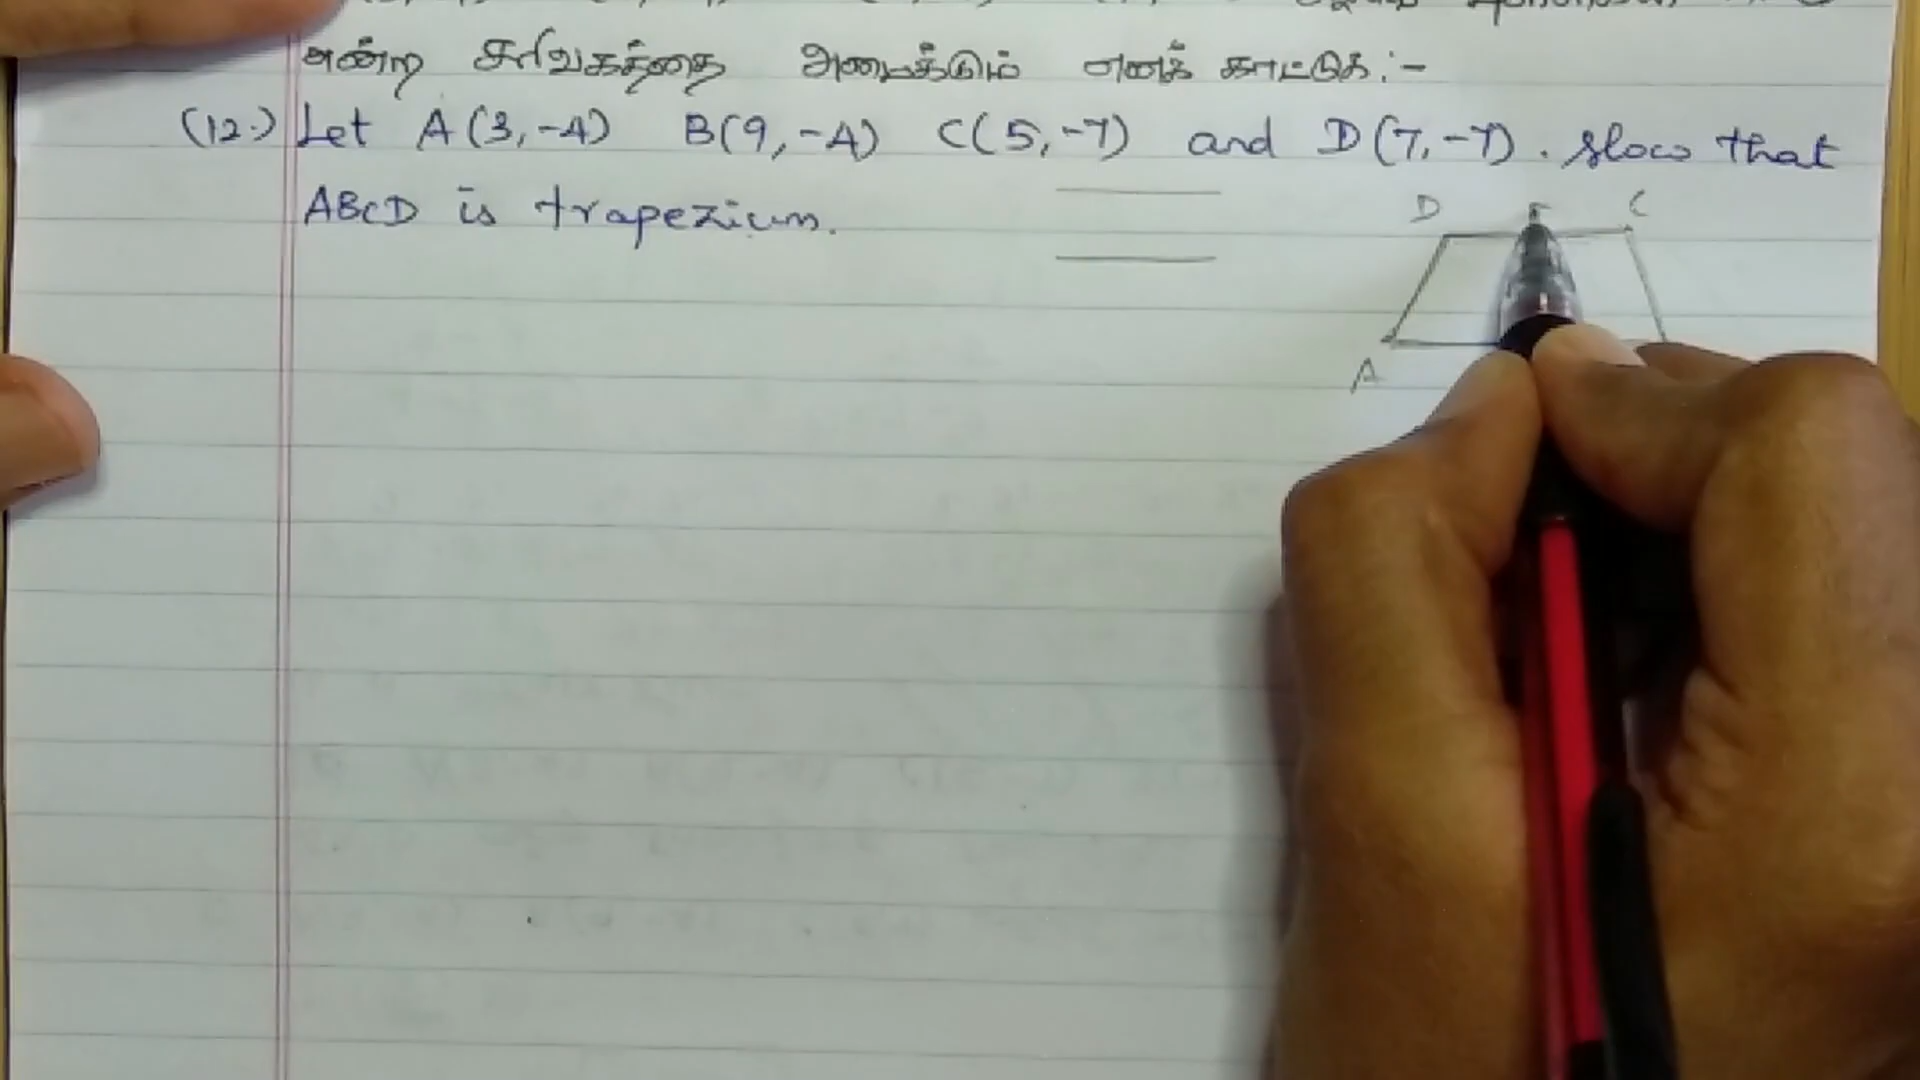 அன்ற சரிவகத்தை அமைக்கும் எனக் காட்டுக:-
(12.) Let A(3,-4) B(9,-4) C(5,-7) and D(7,-7). Show that
ABCD is trapezium.
D C
A